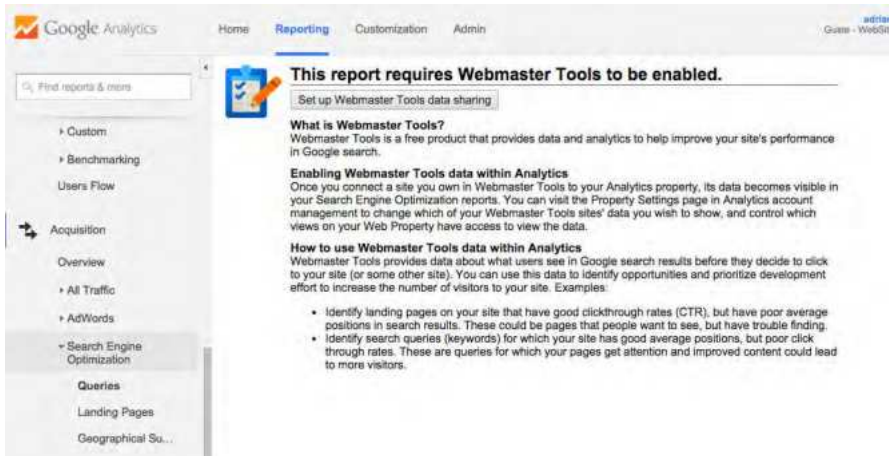 Google Analytics
Home Reporting Customization Admin
adrian
Guase - WebSit
Find reports & more
Custom
Benchmarking
Users Flow
Acquisition
Overview
All Traffic
AdWords
Search Engine
Optimization
Queries
Landing Pages
Geographical Su...
This report requires Webmaster Tools to be enabled.
Set up Webmaster Tools data sharing
What is Webmaster Tools?
Webmaster Tools is a free product that provides data and analytics to help improve your site's performance
in Google search.
Enabling Webmaster Tools data within Analytics
Once you connect a site you own in Webmaster Tools to your Analytics property, its data becomes visible in
your Search Engine Optimization reports. You can visit the Property Settings page in Analytics account
management to change which of your Webmaster Tools sites' data you wish to show, and control which
views on your Web Property have access to view the data.
How to use Webmaster Tools data within Analytics
Webmaster Tools provides data about what users see in Google search results before they decide to click
to your site (or some other site). You can use this data to identify opportunities and prioritize development
effort to increase the number of visitors to your site. Examples:
• Identify landing pages on your site that have good clickthrough rates (CTR), but have poor average
positions in search results. These could be pages that people want to see, but have trouble finding.
• Identify search queries (keywords) for which your site has good average positions, but poor click
through rates. These are queries for which your pages get attention and improved content could lead
to more visitors.